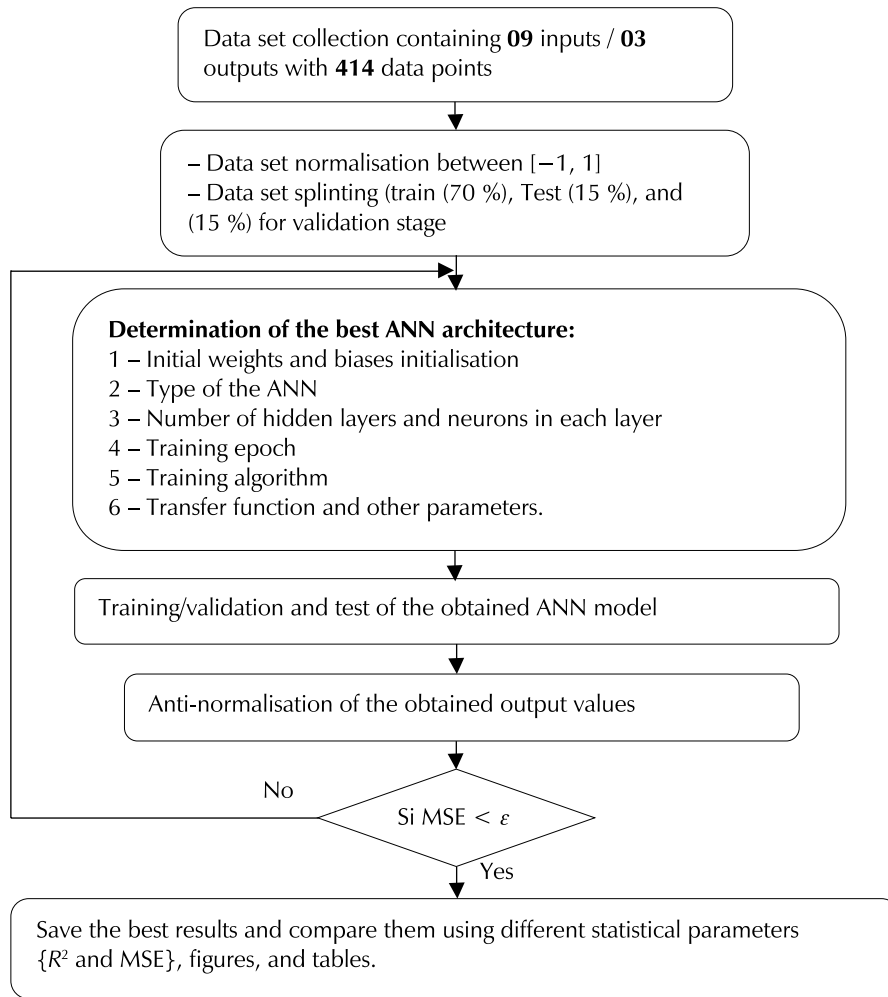 Data set collection containing 09 inputs / 03
outputs with 414 data points
– Data set normalisation between [−1, 1]
– Data set splinting (train (70 %), Test (15 %), and
(15 %) for validation stage
Determination of the best ANN architecture:
1 – Initial weights and biases initialisation
2 – Type of the ANN
3 – Number of hidden layers and neurons in each layer
4 – Training epoch
5 – Training algorithm
6 – Transfer function and other parameters.
Training/validation and test of the obtained ANN model
Anti-normalisation of the obtained output values
No
Si MSE < ε
Yes
Save the best results and compare them using different statistical parameters
{R² and MSE}, figures, and tables.